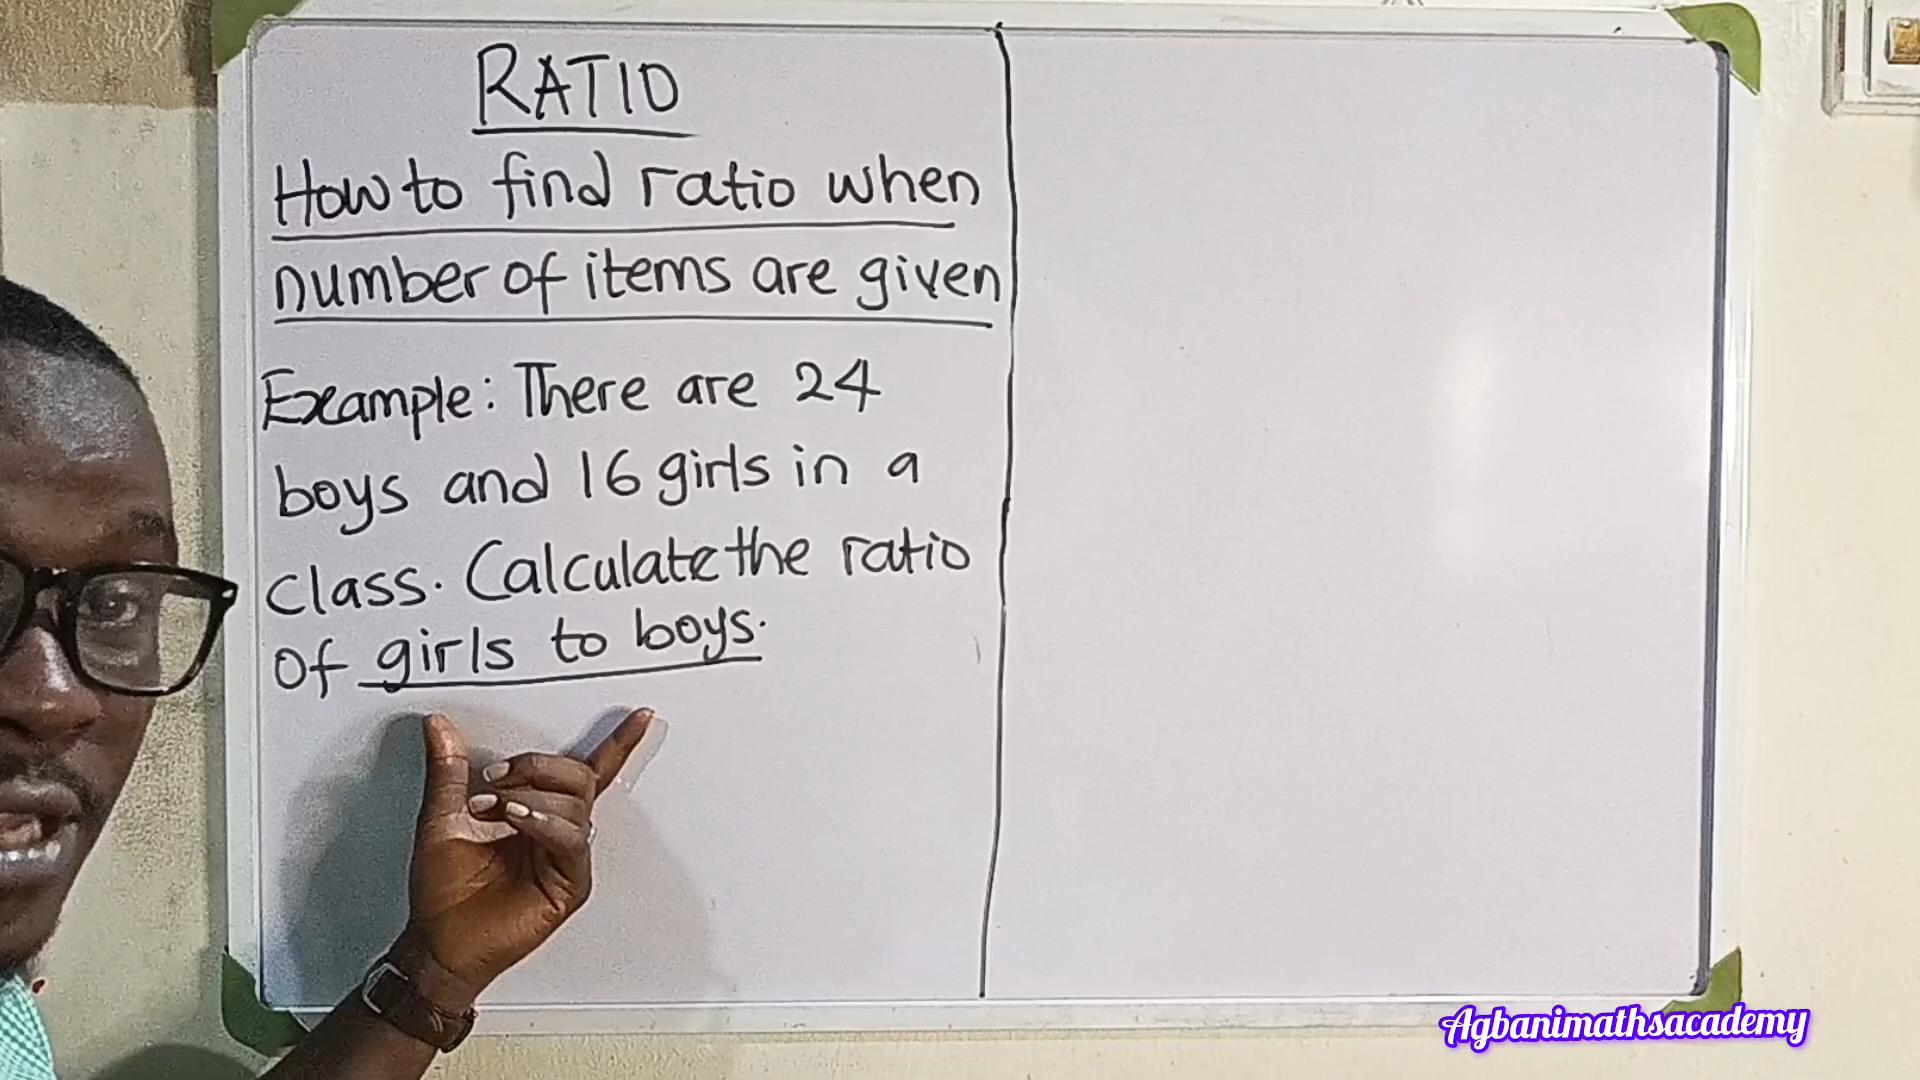 RATIO
How to find ratio when
number of items are given
Example: There are 24
boys and 16 girls in a
class. Calculate the ratio
of girls to boys.
Agbanimathsacademy